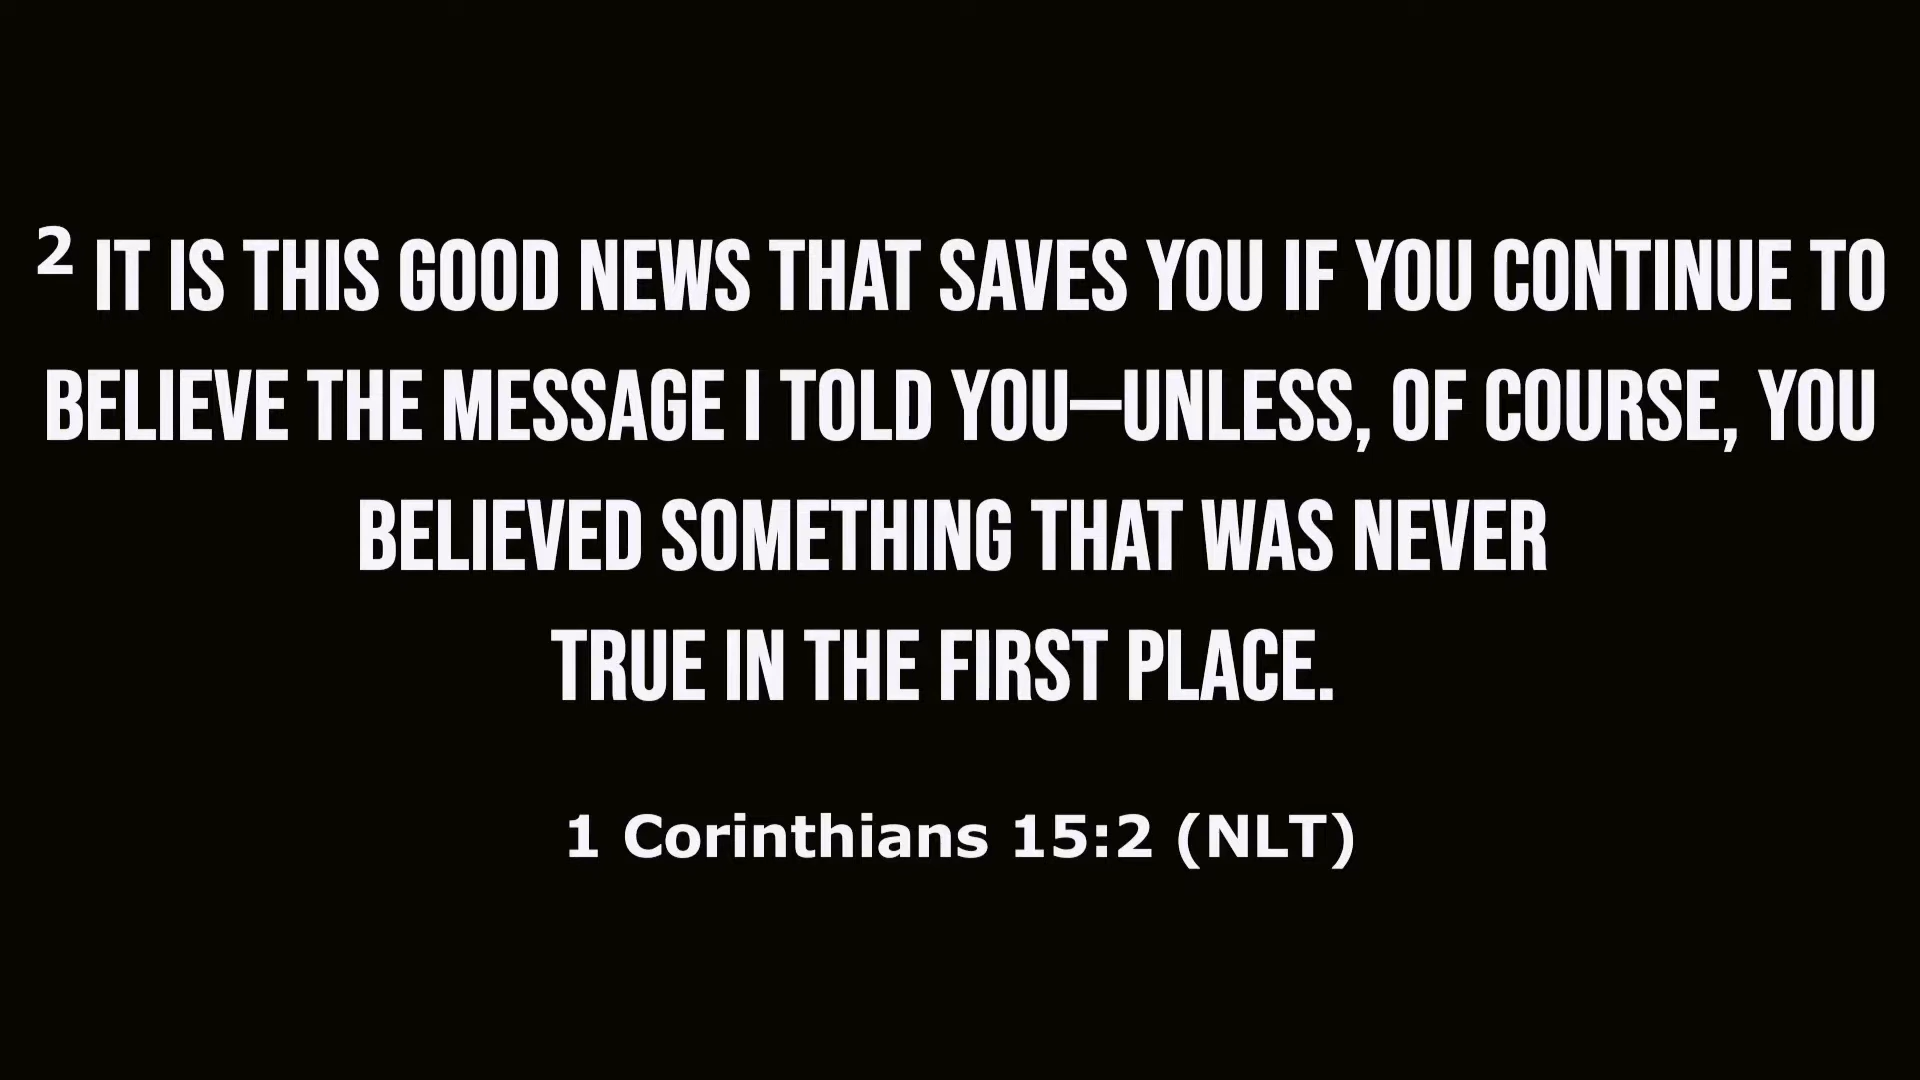 ² IT IS THIS GOOD NEWS THAT SAVES YOU IF YOU CONTINUE TO
BELIEVE THE MESSAGE I TOLD YOU—UNLESS, OF COURSE, YOU
BELIEVED SOMETHING THAT WAS NEVER
TRUE IN THE FIRST PLACE.
1 Corinthians 15:2 (NLT)